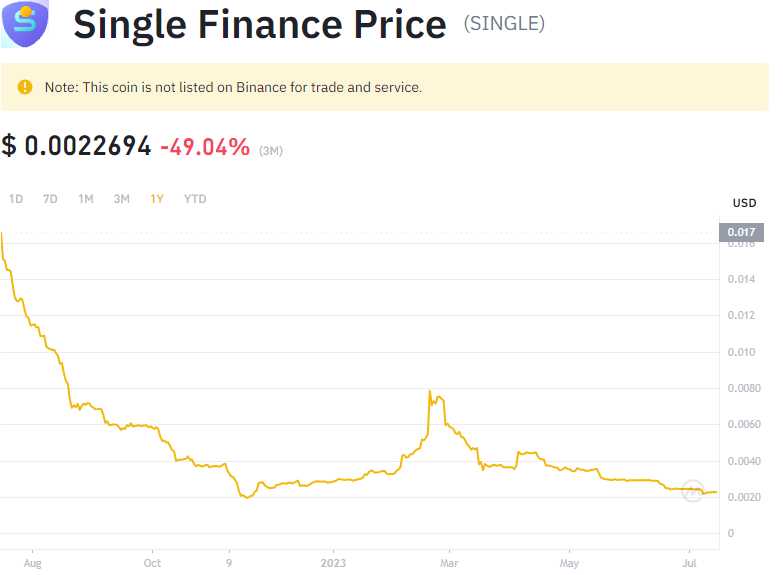 Single Finance Price (SINGLE)
Note: This coin is not listed on Binance for trade and service.
$ 0.0022694 -49.04% (3M)
1D 7D 1M 3M 1Y YTD
USD
0.017
0.016
0.014
0.012
0.010
0.0080
0.0060
0.0040
0.0020
0
Aug Oct 9 2023 Mar May Jul